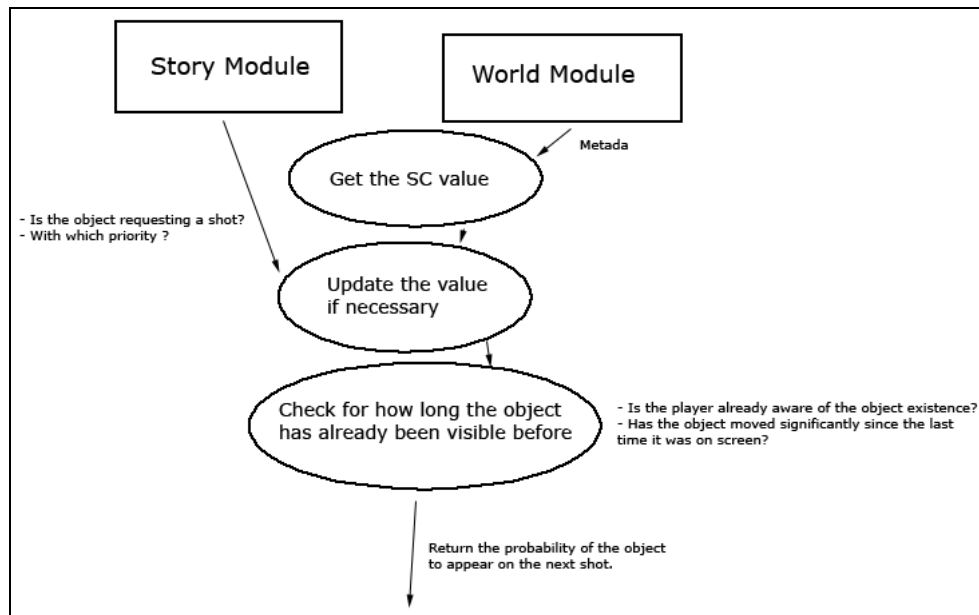 Story Module
World Module
Metada
Get the SC value
- Is the object requesting a shot?
- With which priority ?
Update the value
if necessary
Check for how long the object
has already been visible before
- Is the player already aware of the object existence?
- Has the object moved significantly since the last
time it was on screen?
Return the probability of the object
to appear on the next shot.